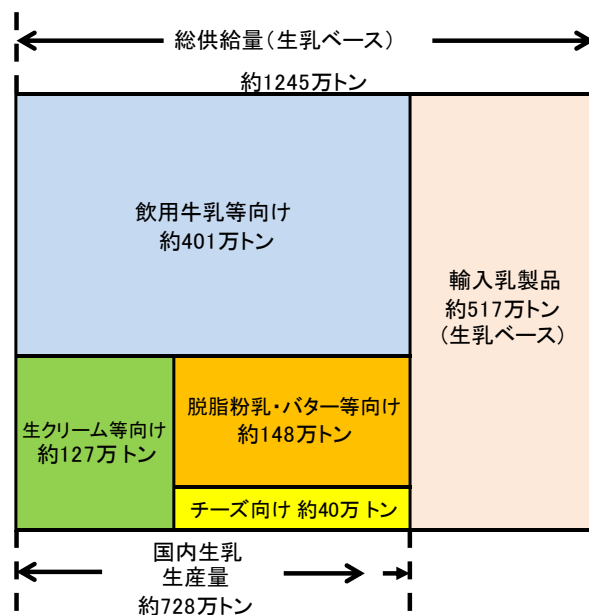 総供給量（生乳ベース）
約1245万トン
飲用牛乳等向け
約401万トン
輸入乳製品
約517万トン
（生乳ベース）
生クリーム等向け
約127万トン
脱脂粉乳・バター等向け
約148万トン
チーズ向け 約40万トン
国内生乳
生産量
約728万トン